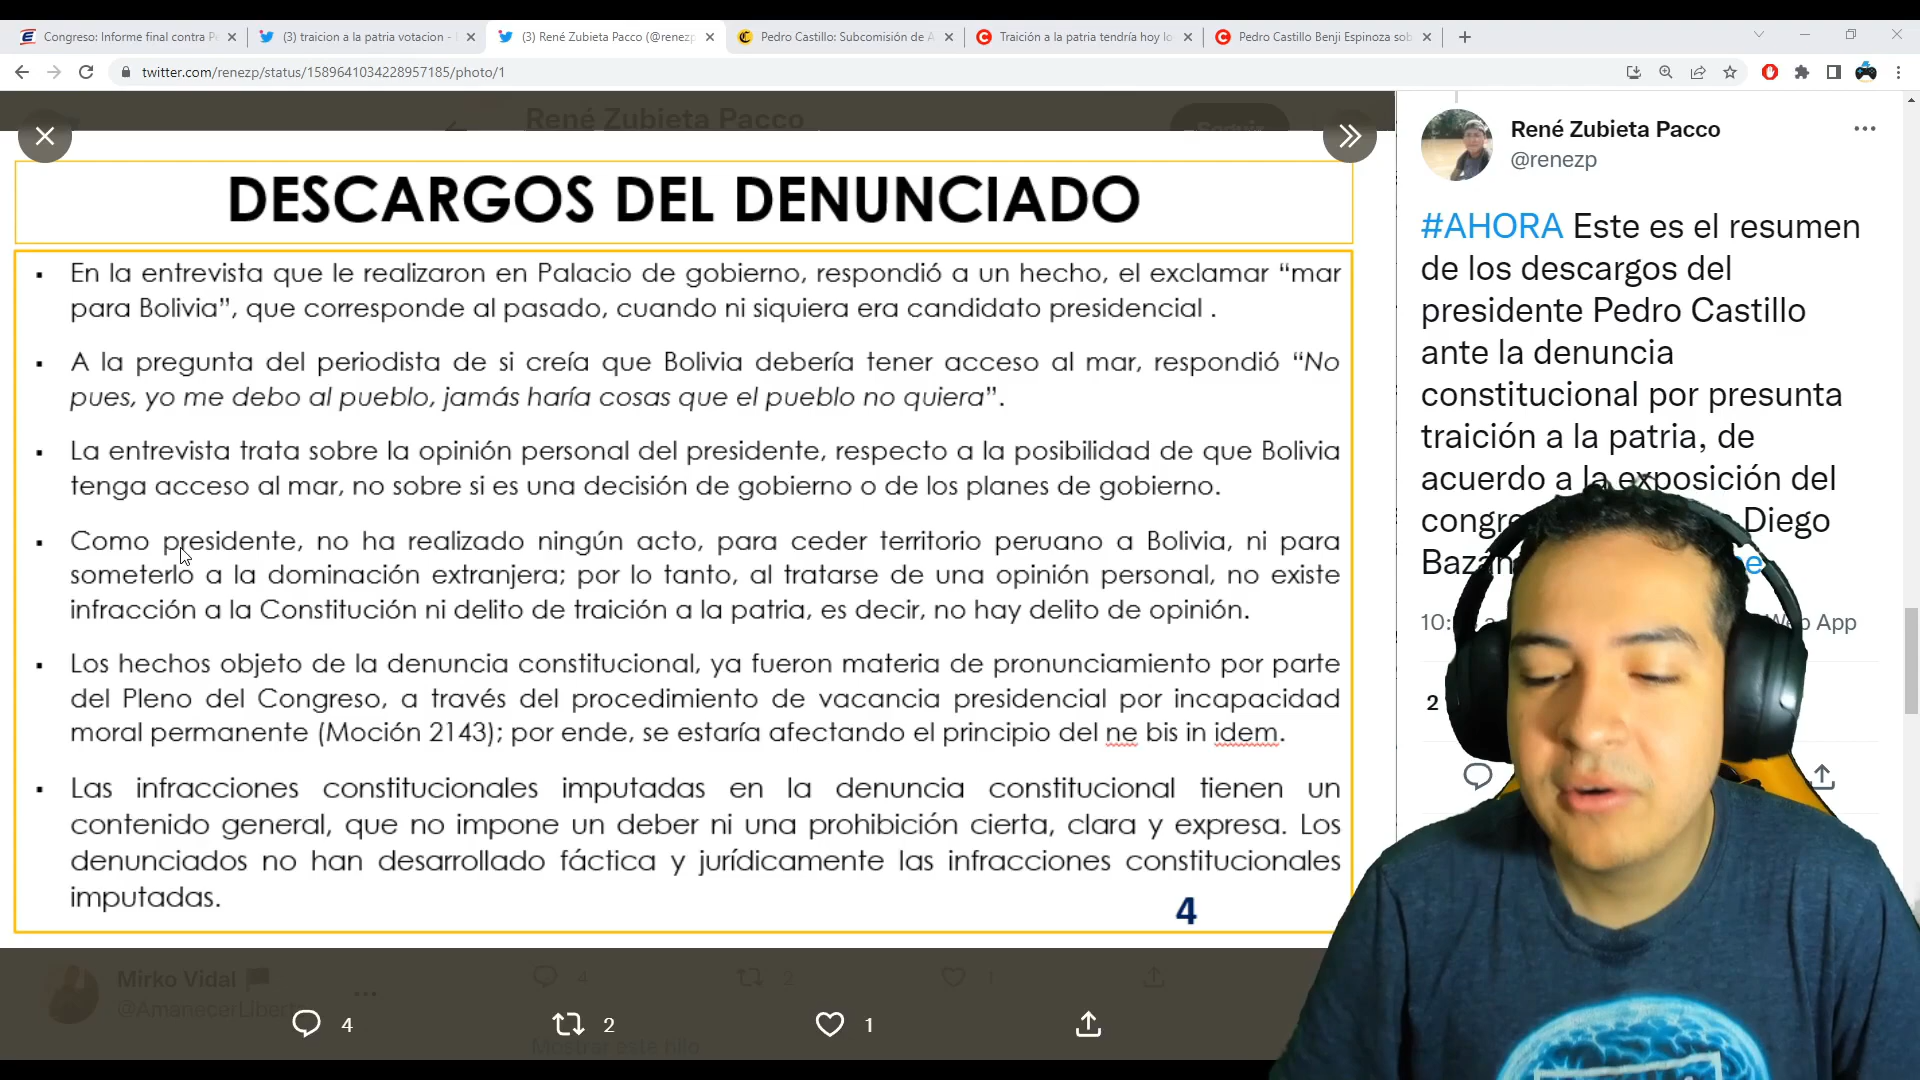 Congreso: Informe final contra P
(3) traicion a la patria votacion -
(3) René Zubieta Pacco (@renezp
Pedro Castillo: Subcomisión de A
Traición a la patria tendría hoy lo
Pedro Castillo Benji Espinoza sob
twitter.com/renezp/status/1589641034228957185/photo/1
René Zubieta Pacco
Seguir
DESCARGOS DEL DENUNCIADO
▪ En la entrevista que le realizaron en Palacio de gobierno, respondió a un hecho, el exclamar “mar
para Bolivia”, que corresponde al pasado, cuando ni siquiera era candidato presidencial .
▪ A la pregunta del periodista de si creía que Bolivia debería tener acceso al mar, respondió “No
pues, yo me debo al pueblo, jamás haría cosas que el pueblo no quiera”.
▪ La entrevista trata sobre la opinión personal del presidente, respecto a la posibilidad de que Bolivia
tenga acceso al mar, no sobre si es una decisión de gobierno o de los planes de gobierno.
▪ Como presidente, no ha realizado ningún acto, para ceder territorio peruano a Bolivia, ni para
someterlo a la dominación extranjera; por lo tanto, al tratarse de una opinión personal, no existe
infracción a la Constitución ni delito de traición a la patria, es decir, no hay delito de opinión.
▪ Los hechos objeto de la denuncia constitucional, ya fueron materia de pronunciamiento por parte
del Pleno del Congreso, a través del procedimiento de vacancia presidencial por incapacidad
moral permanente (Moción 2143); por ende, se estaría afectando el principio del ne bis in idem.
▪ Las infracciones constitucionales imputadas en la denuncia constitucional tienen un
contenido general, que no impone un deber ni una prohibición cierta, clara y expresa. Los
denunciados no han desarrollado fáctica y jurídicamente las infracciones constitucionales
imputadas.
4
Mirko Vidal
@AmanecerLibert
4 2 1
4 2 1
Mostrar este hilo
René Zubieta Pacco
@renezp
#AHORA Este es el resumen
de los descargos del
presidente Pedro Castillo
ante la denuncia
constitucional por presunta
traición a la patria, de
acuerdo a la exposición del
congre Diego
Bazán e
10: Web App
2